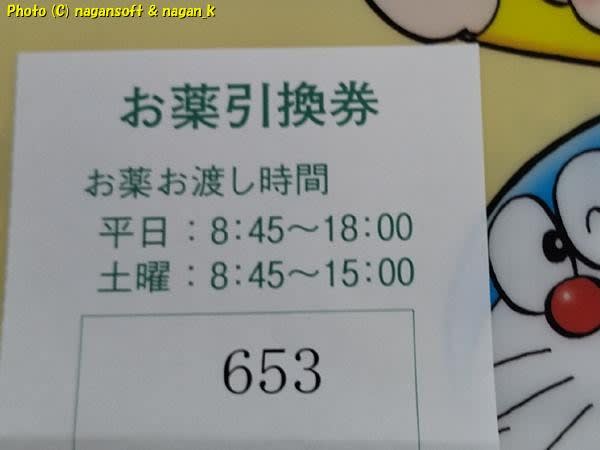 Photo (C) nagansoft & nagan_K
お薬引換券
お薬お渡し時間
平日：8:45～18:00
土曜：8:45～15:00
653